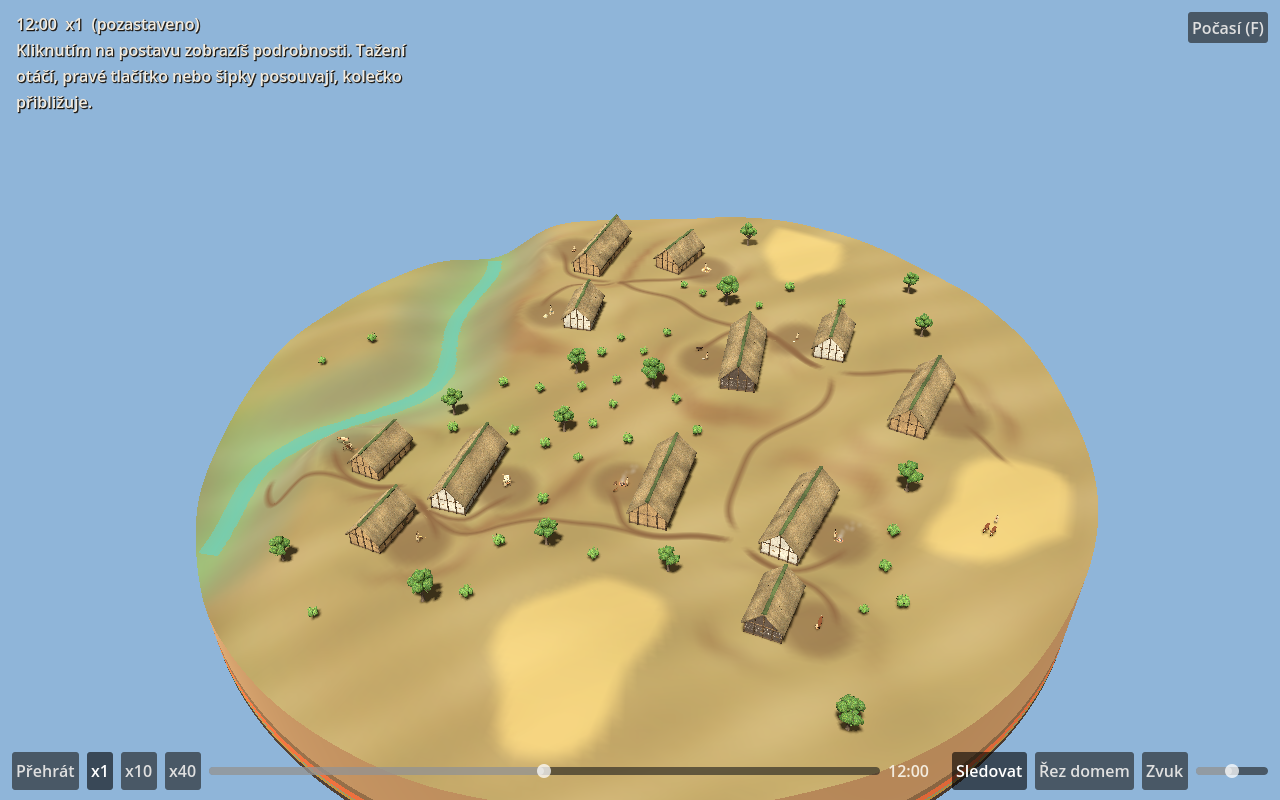 12:00 x1 (pozastaveno)
Kliknutím na postavu zobrazíš podrobnosti. Tažení
otáčí, pravé tlačítko nebo šipky posouvají, kolečko
přibližuje.
Počasí (F)
Přehrát x1 x10 x40 12:00 Sledovat Řez domem Zvuk